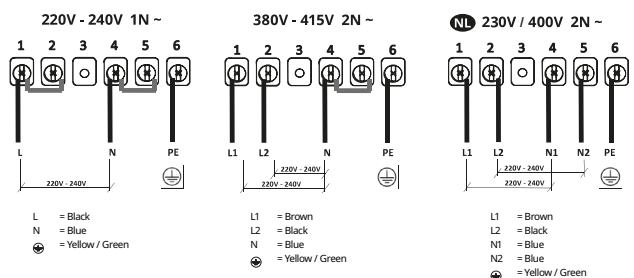 220V - 240V 1N ~
1 2 3 4 5 6
L N PE
220V - 240V
L = Black
N = Blue
= Yellow / Green
380V - 415V 2N ~
1 2 3 4 5 6
L1 L2 N PE
220V - 240V
220V - 240V
L1 = Brown
L2 = Black
N = Blue
= Yellow / Green
NL 230V / 400V 2N ~
1 2 3 4 5 6
L1 L2 N1 N2 PE
220V - 240V
220V - 240V
L1 = Brown
L2 = Black
N1 = Blue
N2 = Blue
= Yellow / Green